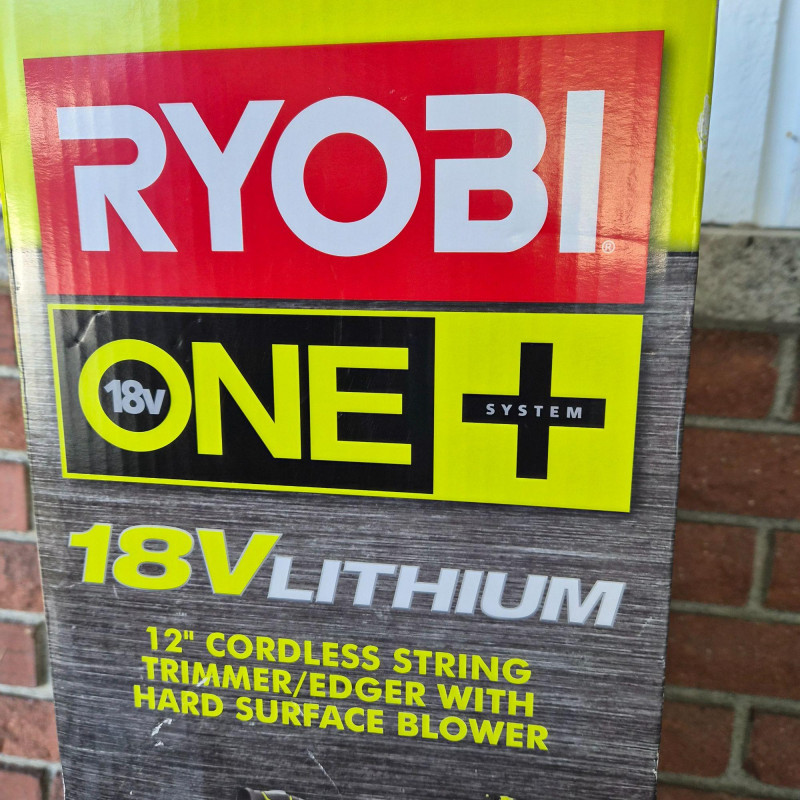 RYOBI®
18V ONE+ SYSTEM
18V LITHIUM
12" CORDLESS STRING
TRIMMER/EDGER WITH
HARD SURFACE BLOWER